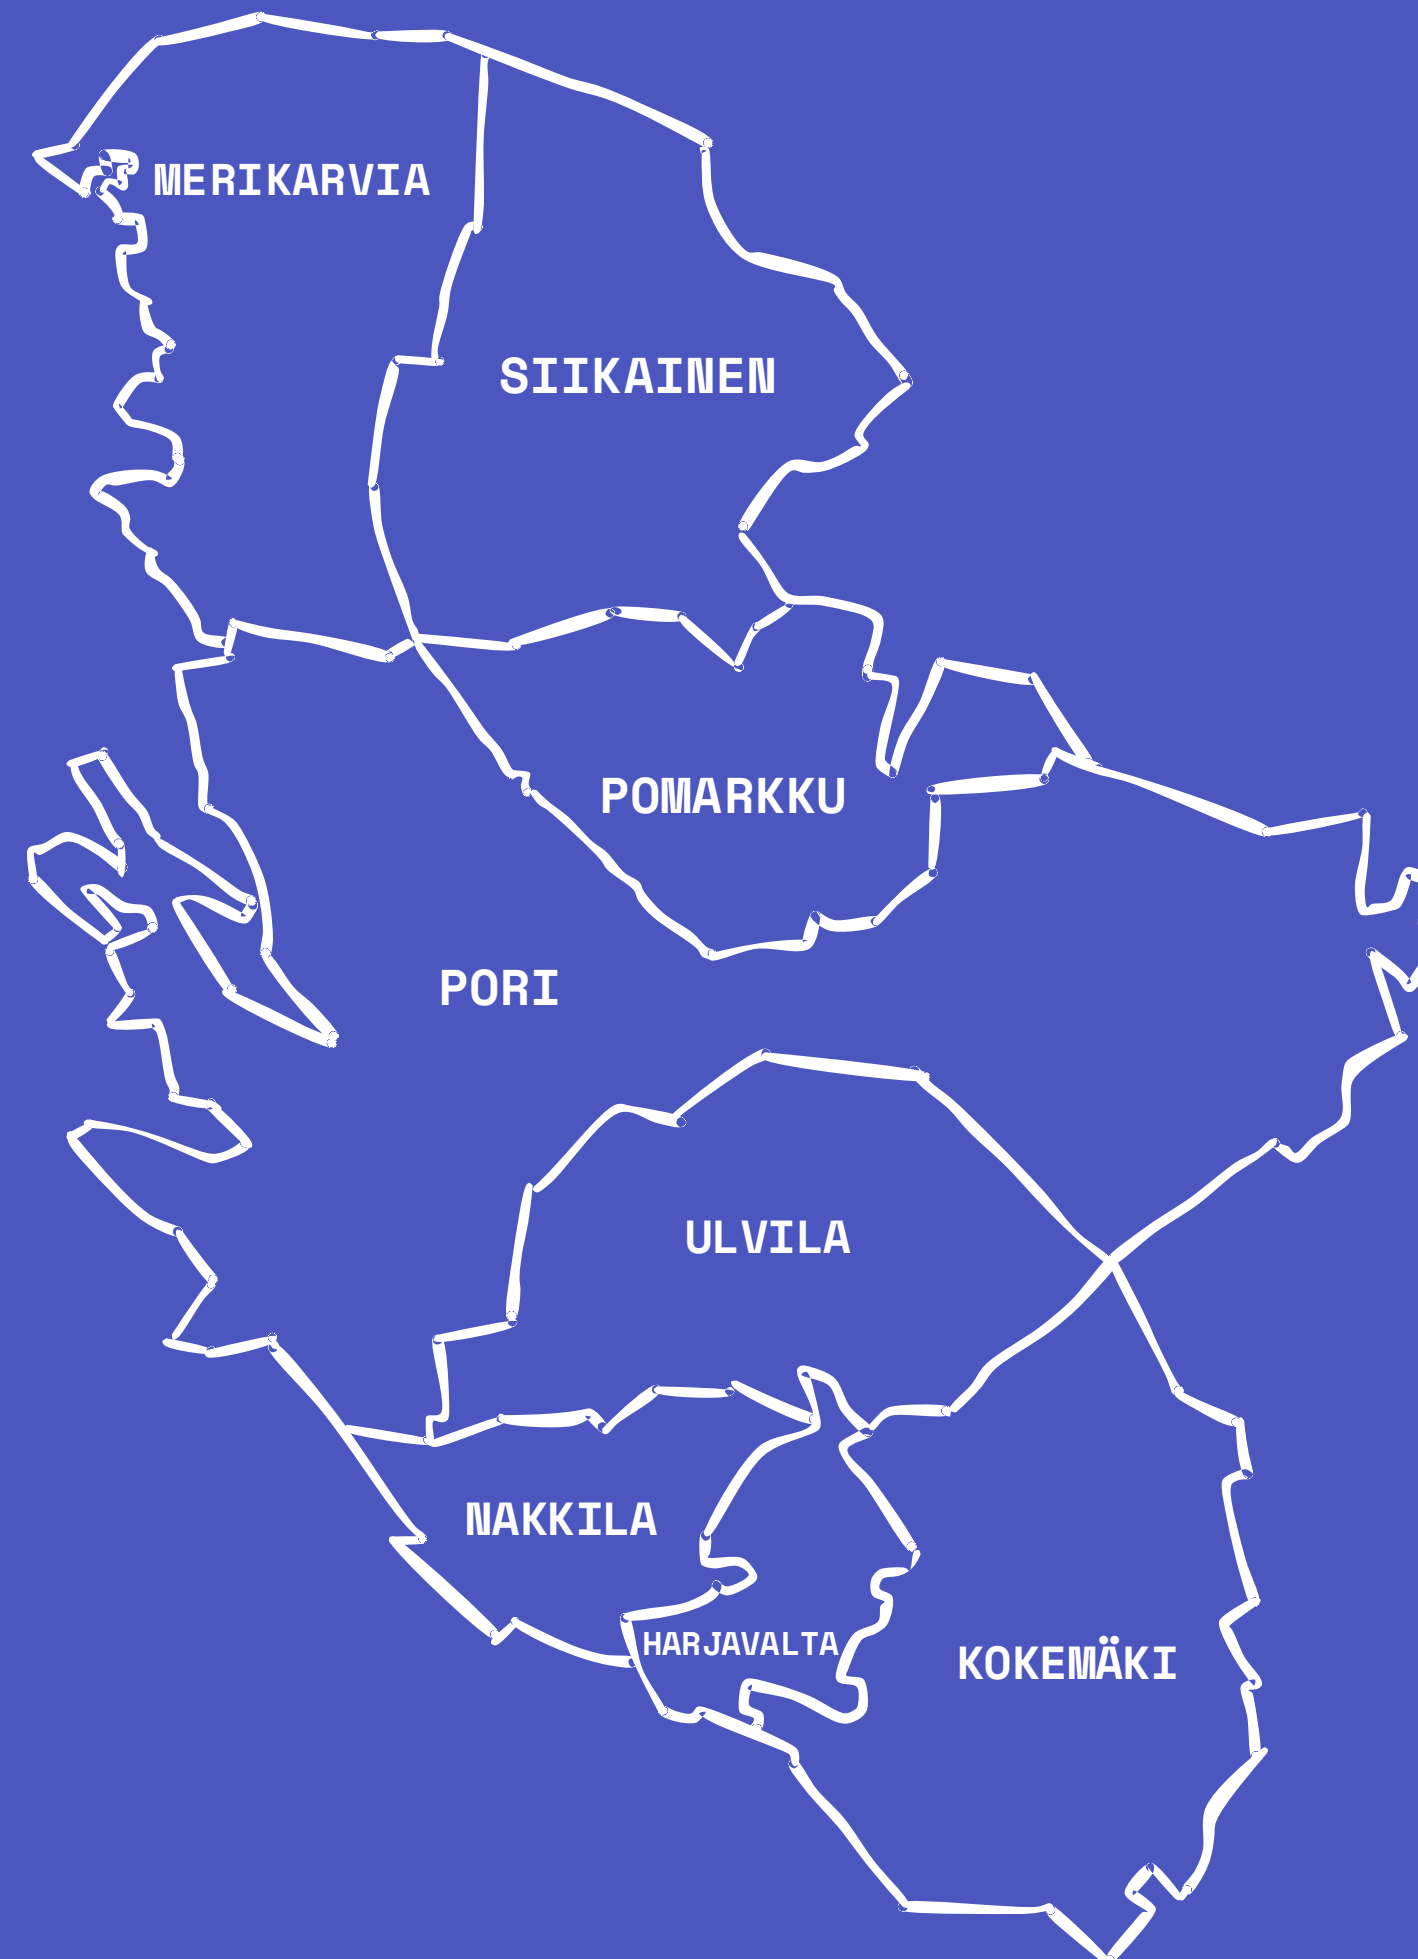 MERIKARVIA
SIIKAINEN
POMARKKU
PORI
ULVILA
NAKKILA
HARJAVALTA
KOKEMÄKI